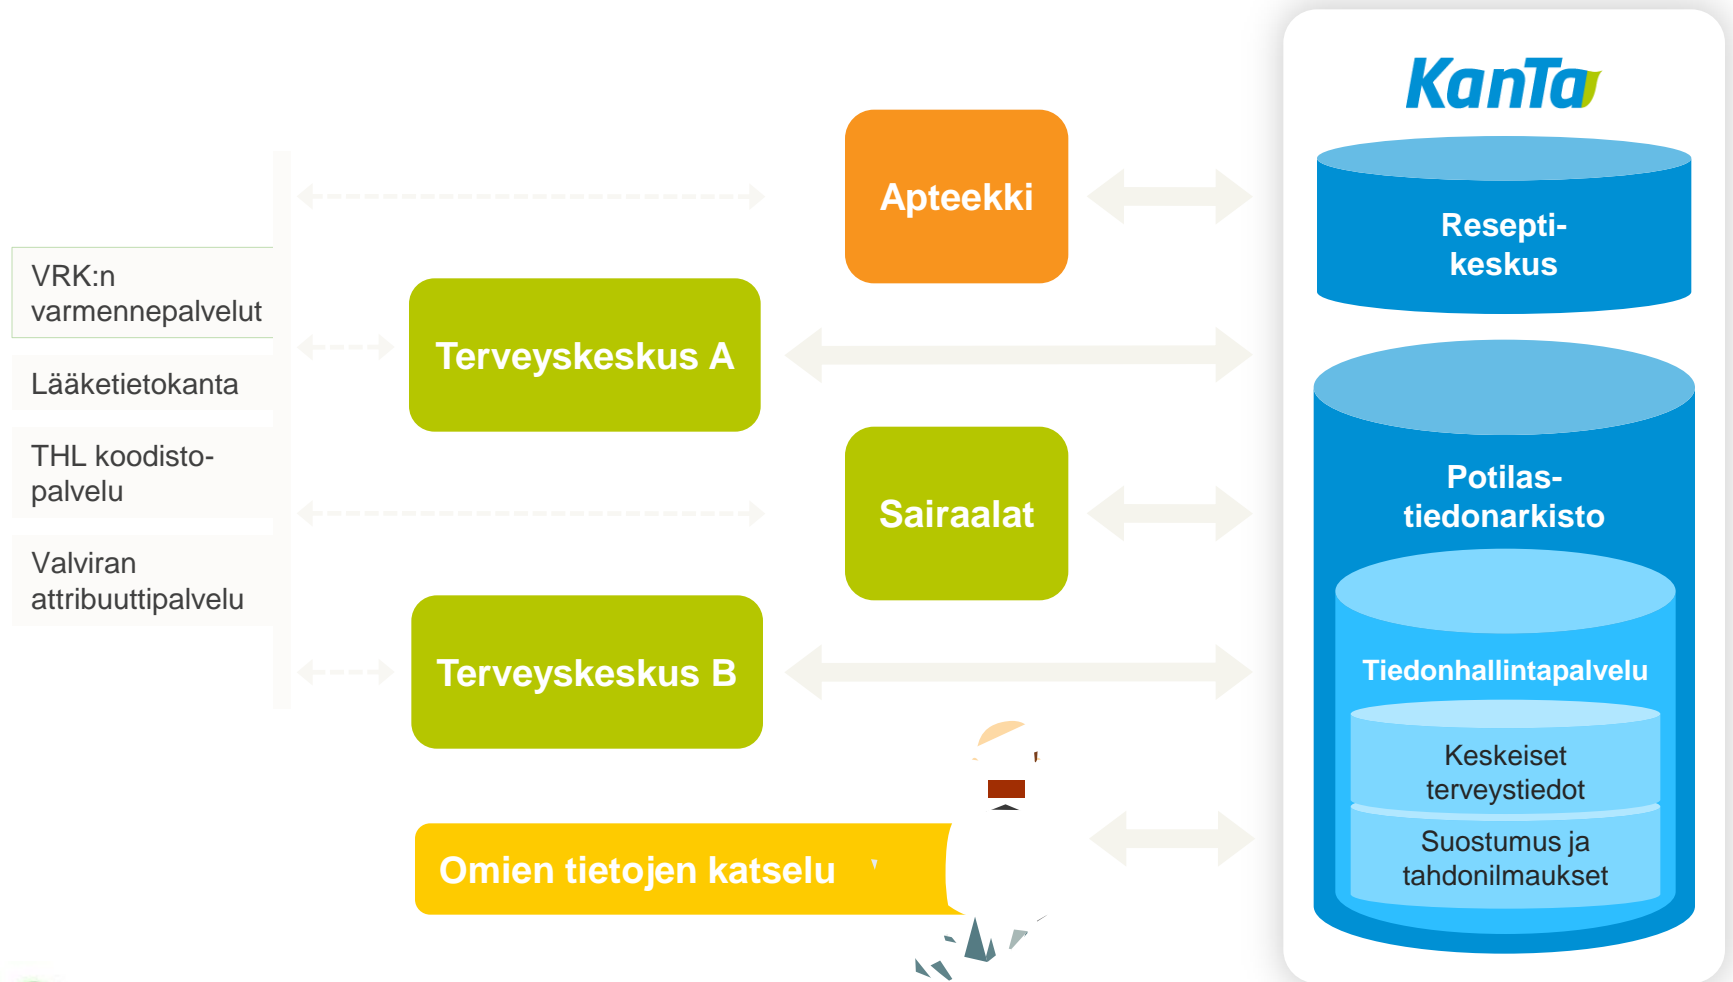 KanTa
Apteekki
Resepti-
keskus
VRK:n
varmennepalvelut
Terveyskeskus A
Lääketietokanta
THL koodisto-
palvelu
Sairaalat
Potilas-
tiedonarkisto
Valviran
attribuuttipalvelu
Terveyskeskus B
Tiedonhallintapalvelu
Keskeiset
terveystiedot
Omien tietojen katselu
Suostumus ja
tahdonilmaukset